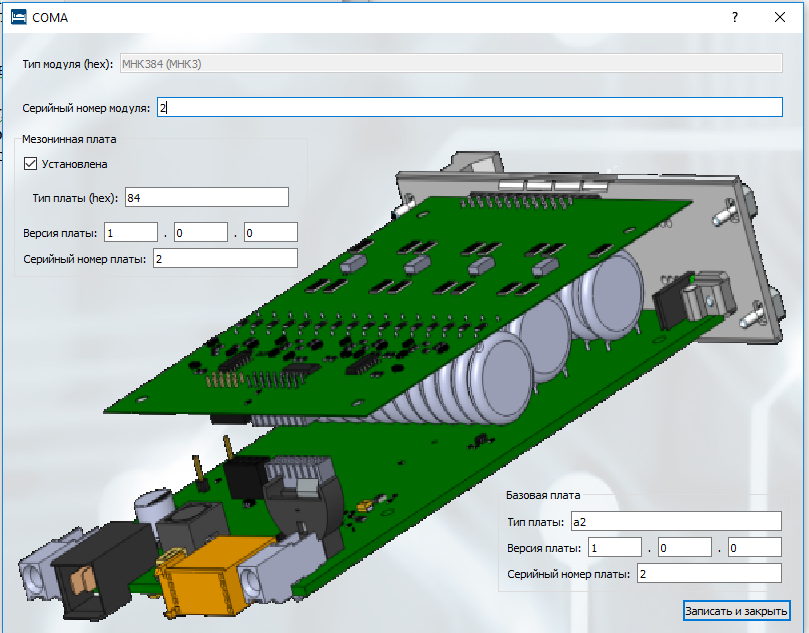 COMA
Тип модуля (hex): МНК384 (МНК3)
Серийный номер модуля: 2
Мезонинная плата
Установлена
Тип платы (hex): 84
Версия платы: 1 . 0 . 0
Серийный номер платы: 2
Базовая плата
Тип платы: a2
Версия платы: 1 . 0 . 0
Серийный номер платы: 2
Записать и закрыть